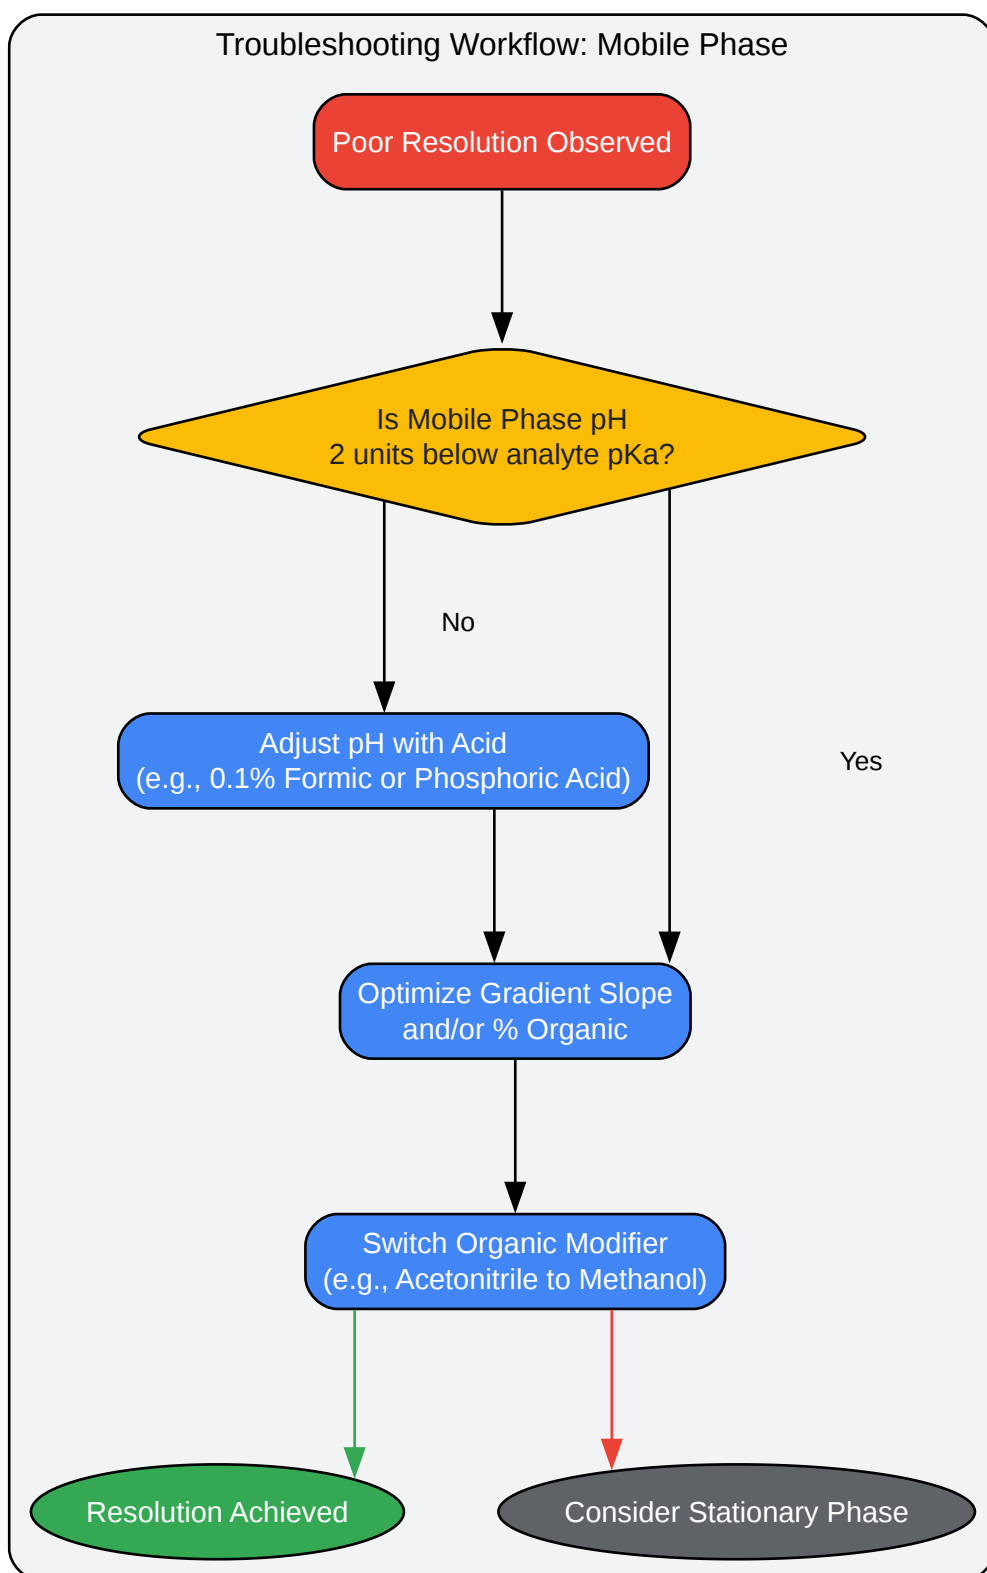 Troubleshooting Workflow: Mobile Phase
Poor Resolution Observed
Is Mobile Phase pH
2 units below analyte pKa?
No
Adjust pH with Acid
(e.g., 0.1% Formic or Phosphoric Acid)
Yes
Optimize Gradient Slope
and/or % Organic
Switch Organic Modifier
(e.g., Acetonitrile to Methanol)
Resolution Achieved
Consider Stationary Phase